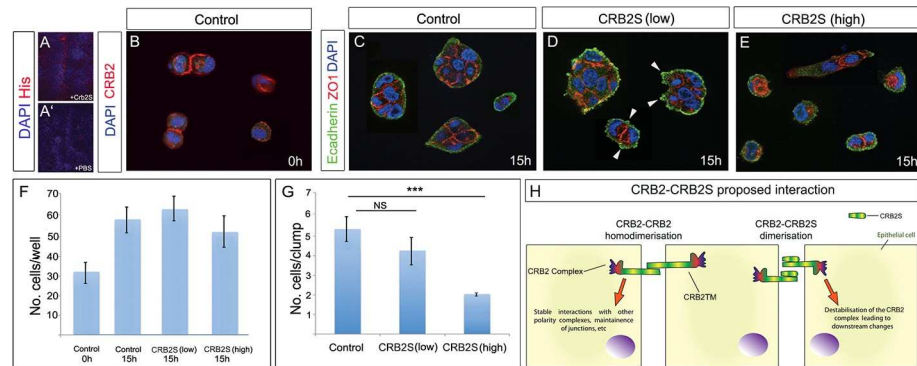 Control
Control
CRB2S (low)
CRB2S (high)
DAPI His
A
+Crb2S
A'
+PBS
DAPI CRB2
B
0h
Ecadherin ZO1 DAPI
C
15h
D
15h
E
15h
F
No. cells/well
70
60
50
40
30
20
10
0
Control
0h
Control
15h
CRB2S (low)
15h
CRB2S (high)
15h
G
No. cells/clump
7
6
5
4
3
2
1
0
***
NS
Control
CRB2S(low)
CRB2S(high)
H
CRB2-CRB2S proposed interaction
CRB2-CRB2
homodimerisation
CRB2-CRB2S
dimerisation
CRB2S
Epithelial cell
CRB2 Complex
CRB2TM
Stable interactions with other
polarity complexes, maintainence
of junctions, etc
Destabilisation of the CRB2
complex leading to
downstream changes